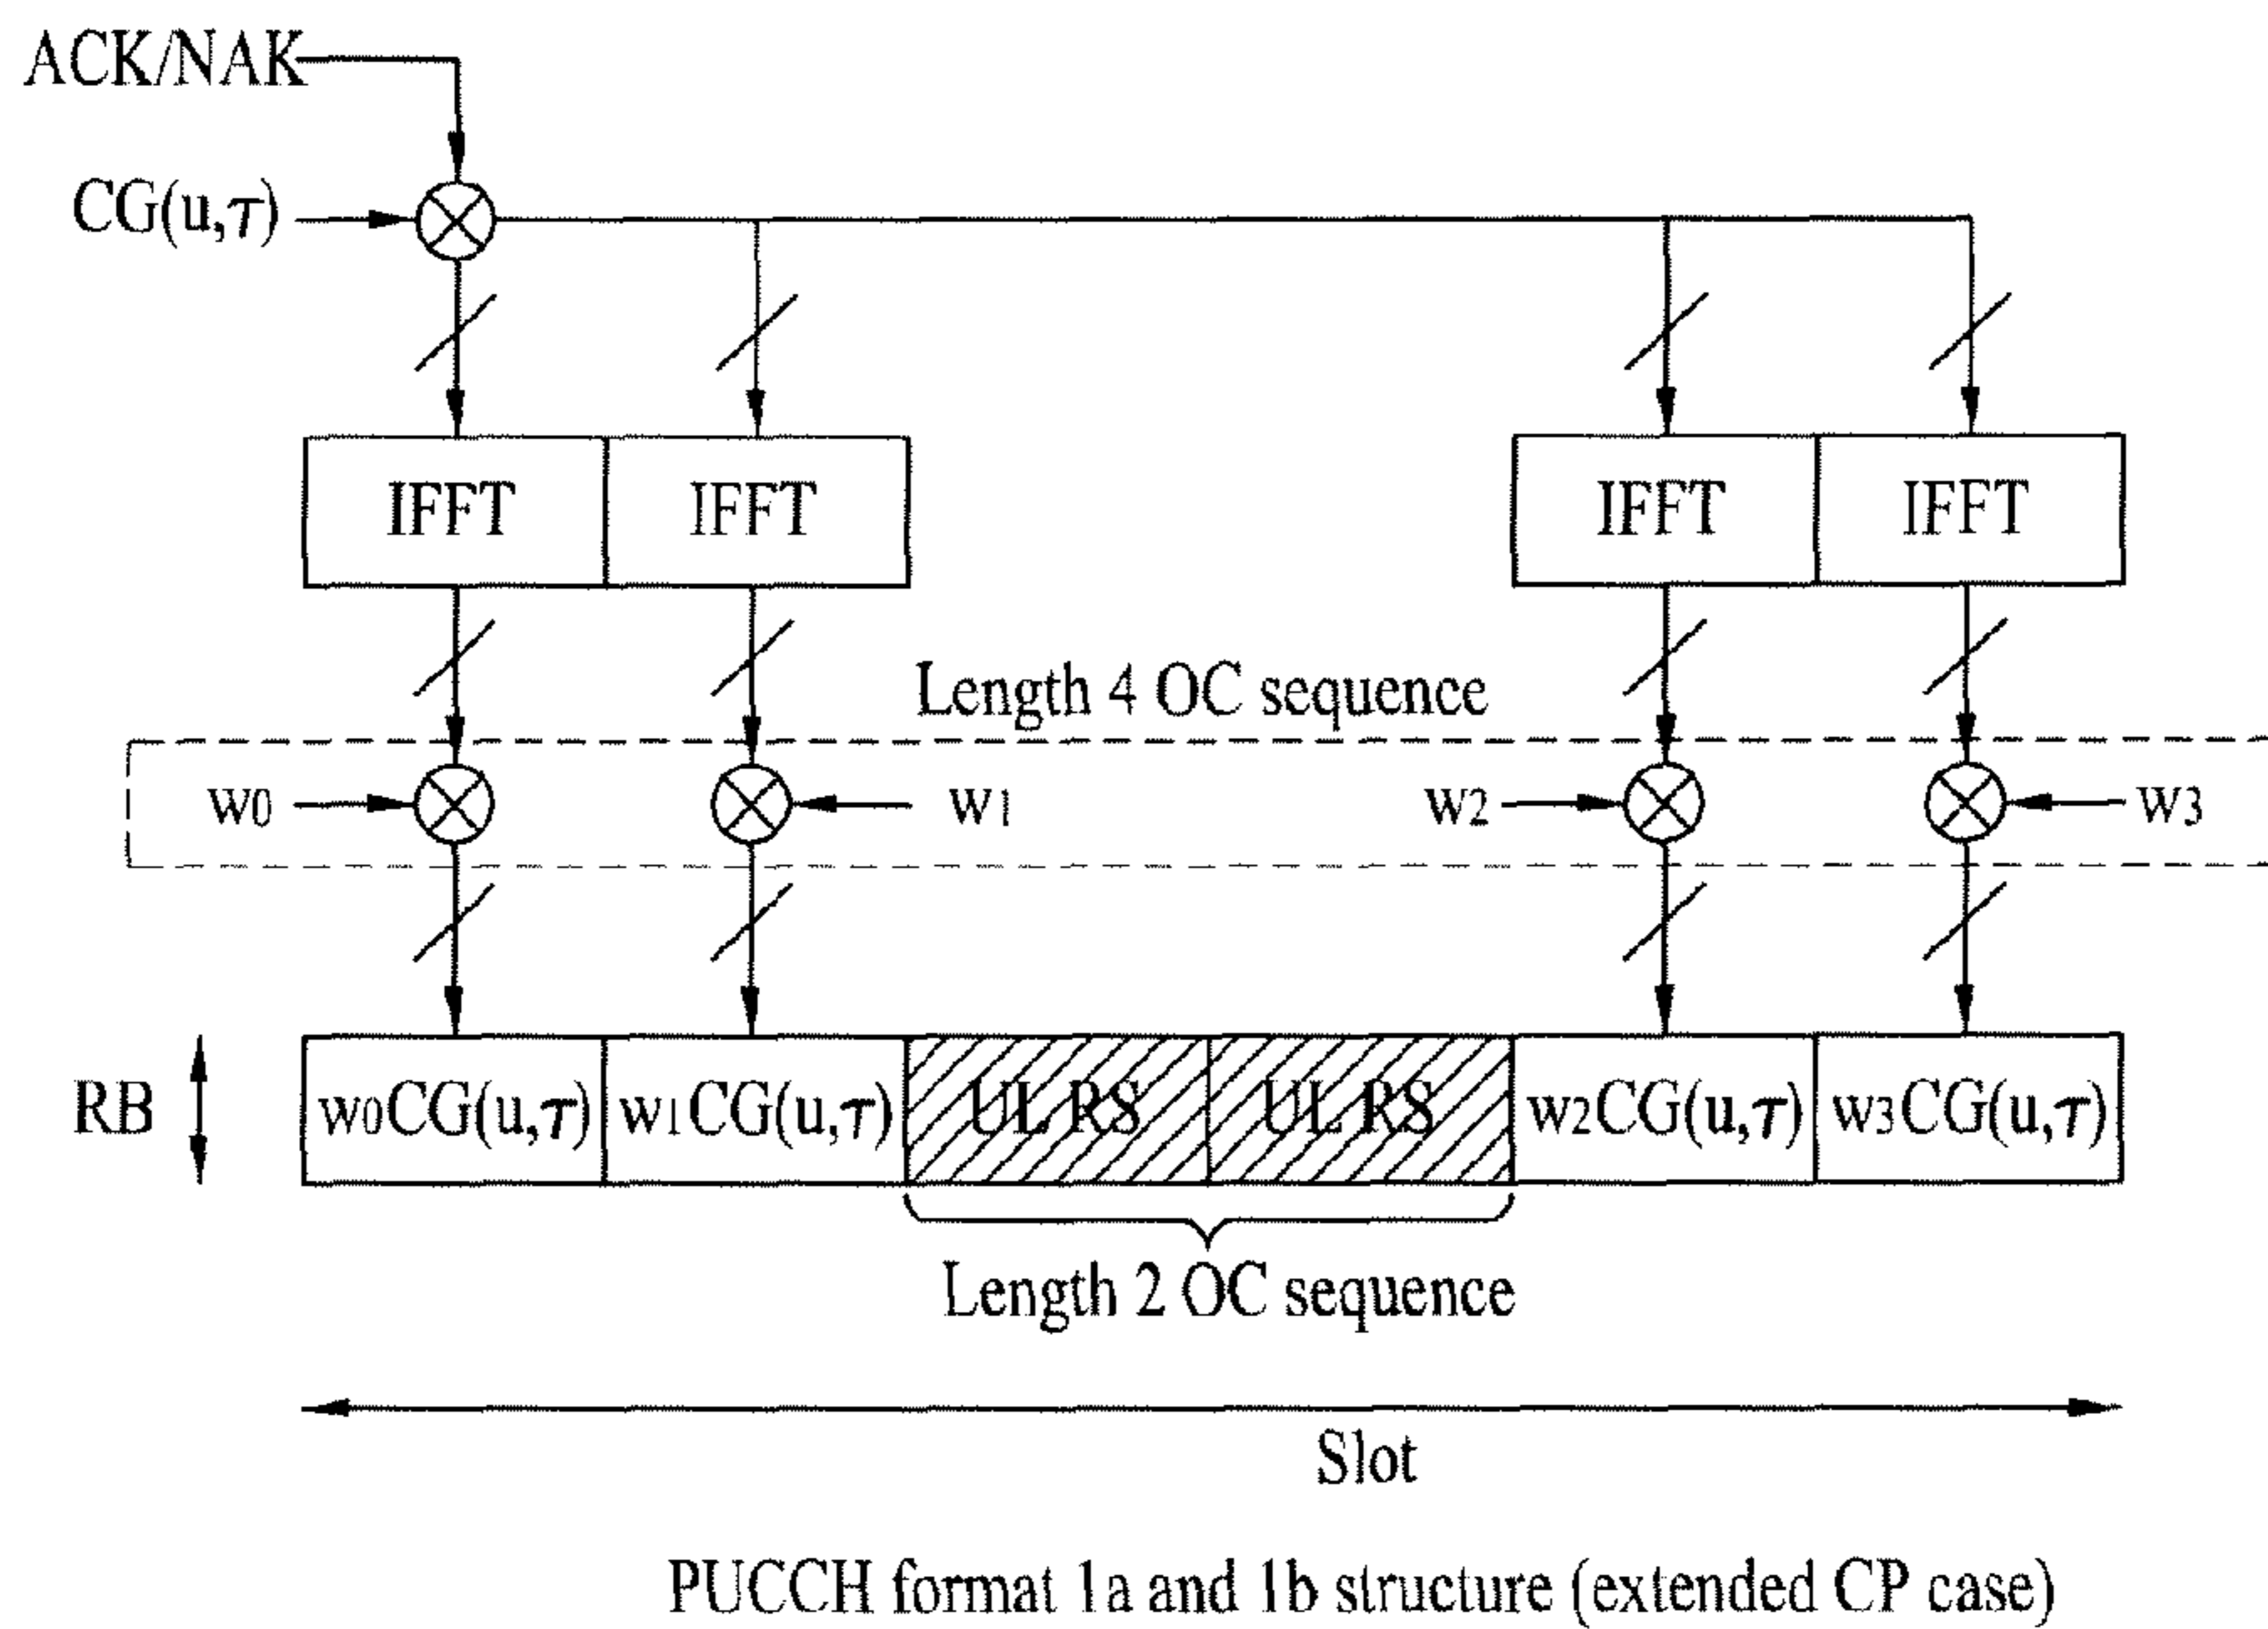 ACK/NAK
CG(u,τ)
IFFT IFFT IFFT IFFT
Length 4 OC sequence
w0 w1 w2 w3
RB w0CG(u,τ) w1CG(u,τ) UL RS UL RS w2CG(u,τ) w3CG(u,τ)
Length 2 OC sequence
Slot
PUCCH format 1a and 1b structure (extended CP case)